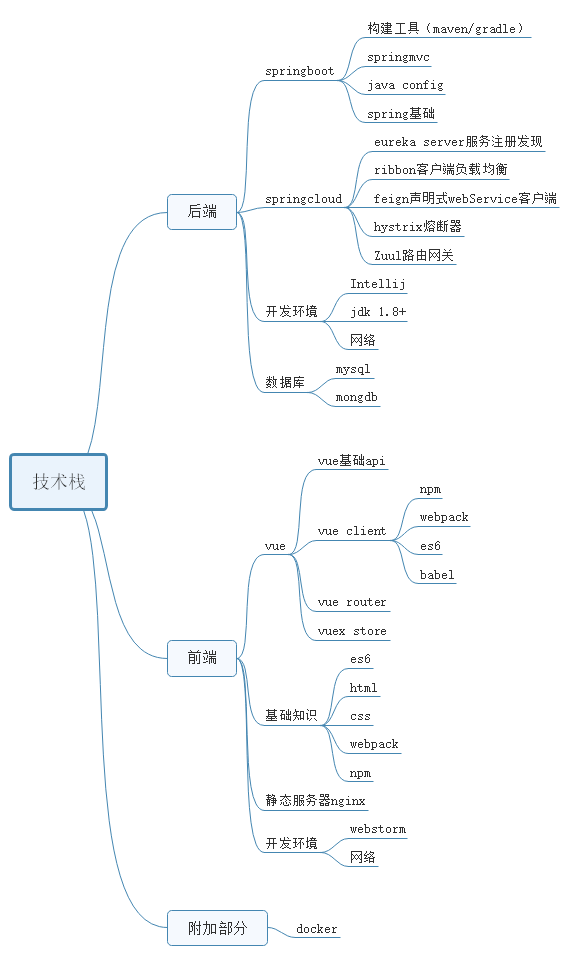 技术栈
后端
springboot
构建工具（maven/gradle）
springmvc
java config
spring基础
springcloud
eureka server服务注册发现
ribbon客户端负载均衡
feign声明式webService客户端
hystrix熔断器
Zuul路由网关
开发环境
Intellij
jdk 1.8+
网络
数据库
mysql
mongdb
前端
vue
vue基础api
vue client
npm
webpack
es6
babel
vue router
vuex store
基础知识
es6
html
css
webpack
npm
静态服务器nginx
开发环境
webstorm
网络
附加部分
docker